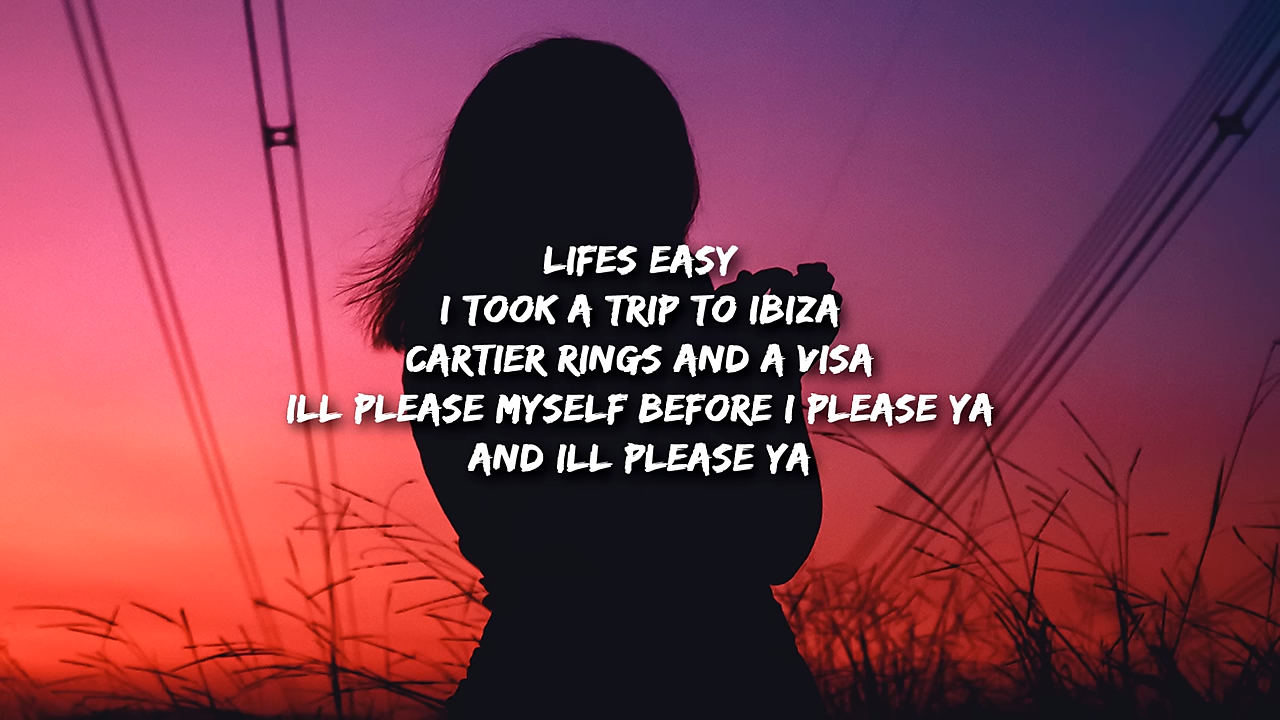 LIFES EASY
I TOOK A TRIP TO IBIZA
CARTIER RINGS AND A VISA
ILL PLEASE MYSELF BEFORE I PLEASE YA
AND ILL PLEASE YA